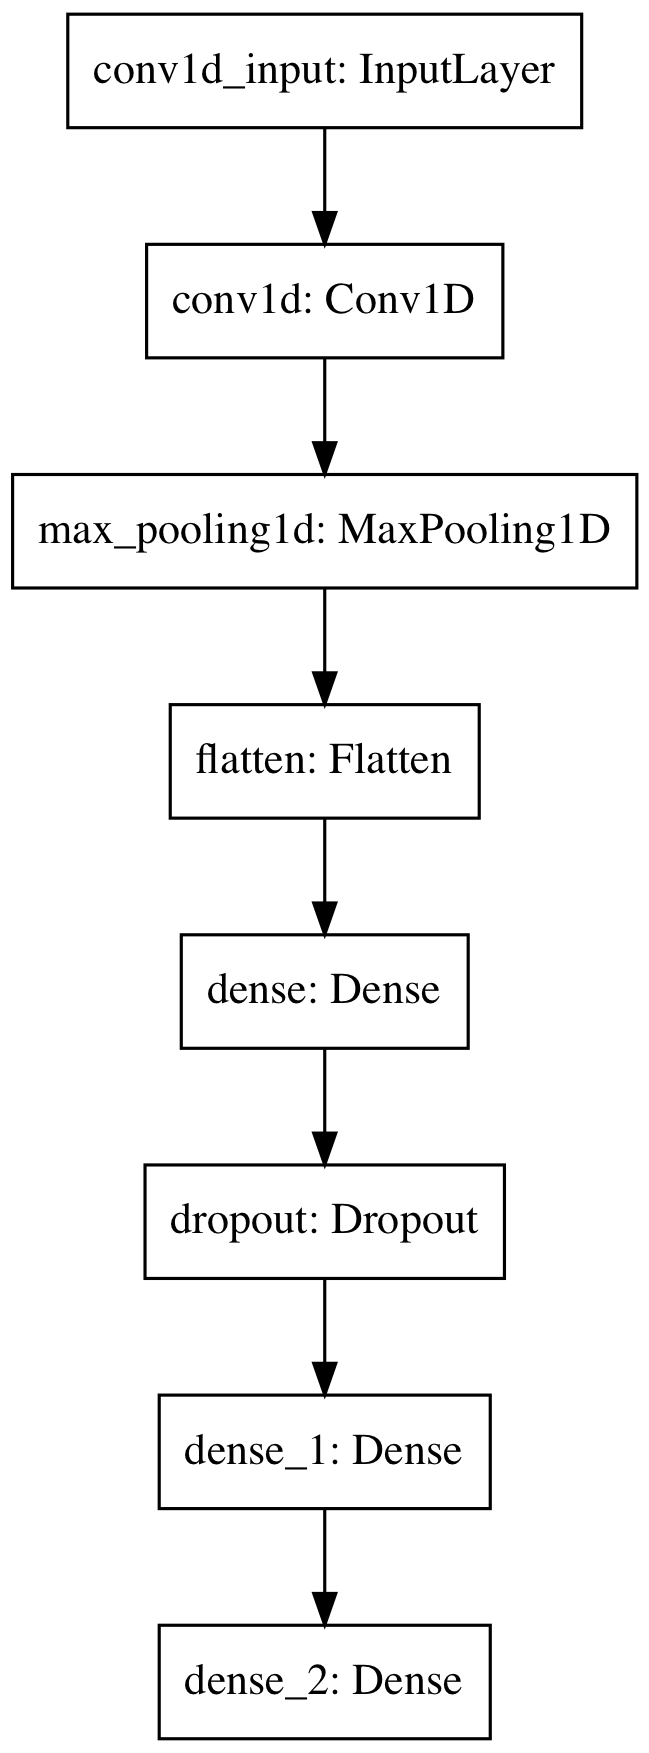 conv1d_input: InputLayer
conv1d: Conv1D
max_pooling1d: MaxPooling1D
flatten: Flatten
dense: Dense
dropout: Dropout
dense_1: Dense
dense_2: Dense